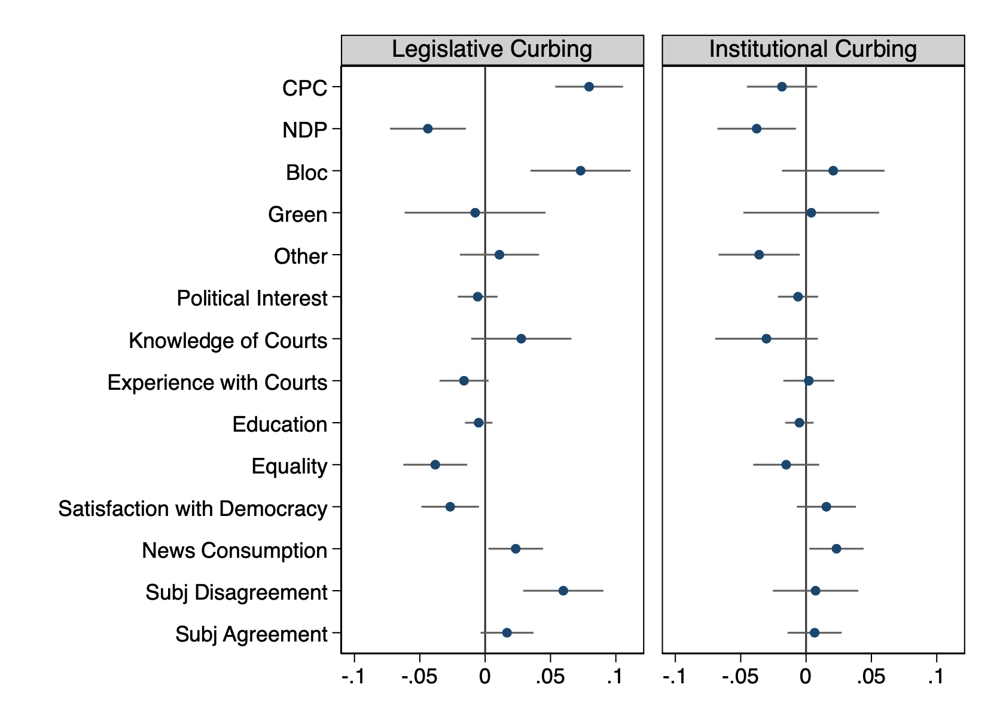 Legislative Curbing
Institutional Curbing
CPC
NDP
Bloc
Green
Other
Political Interest
Knowledge of Courts
Experience with Courts
Education
Equality
Satisfaction with Democracy
News Consumption
Subj Disagreement
Subj Agreement
-.1 -.05 0 .05 .1
-.1 -.05 0 .05 .1